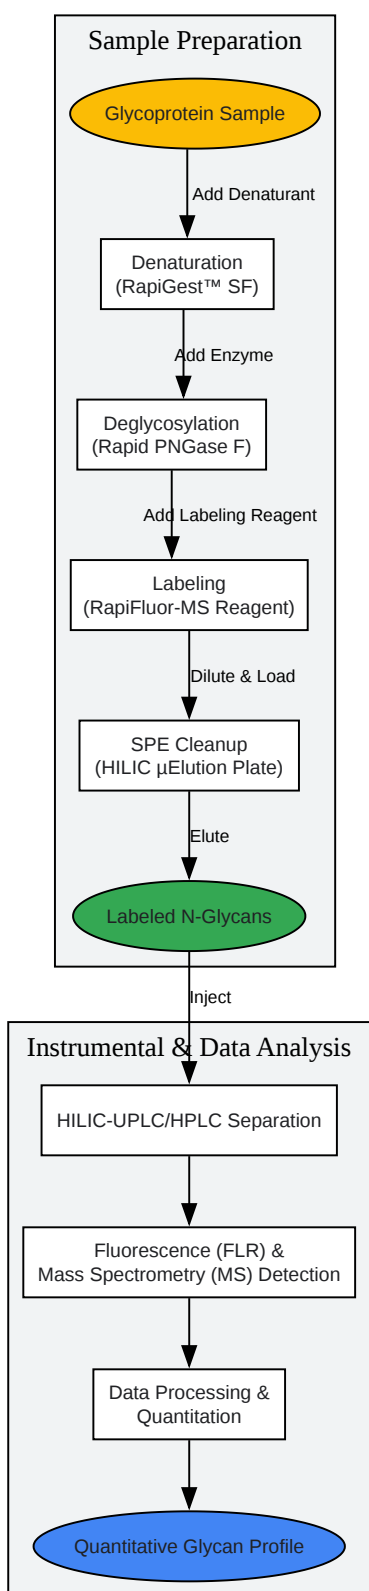 Sample Preparation
Glycoprotein Sample
Add Denaturant
Denaturation
(RapiGest™ SF)
Add Enzyme
Deglycosylation
(Rapid PNGase F)
Add Labeling Reagent
Labeling
(RapiFluor-MS Reagent)
Dilute & Load
SPE Cleanup
(HILIC µElution Plate)
Elute
Labeled N-Glycans
Inject
Instrumental & Data Analysis
HILIC-UPLC/HPLC Separation
Fluorescence (FLR) &
Mass Spectrometry (MS) Detection
Data Processing &
Quantitation
Quantitative Glycan Profile